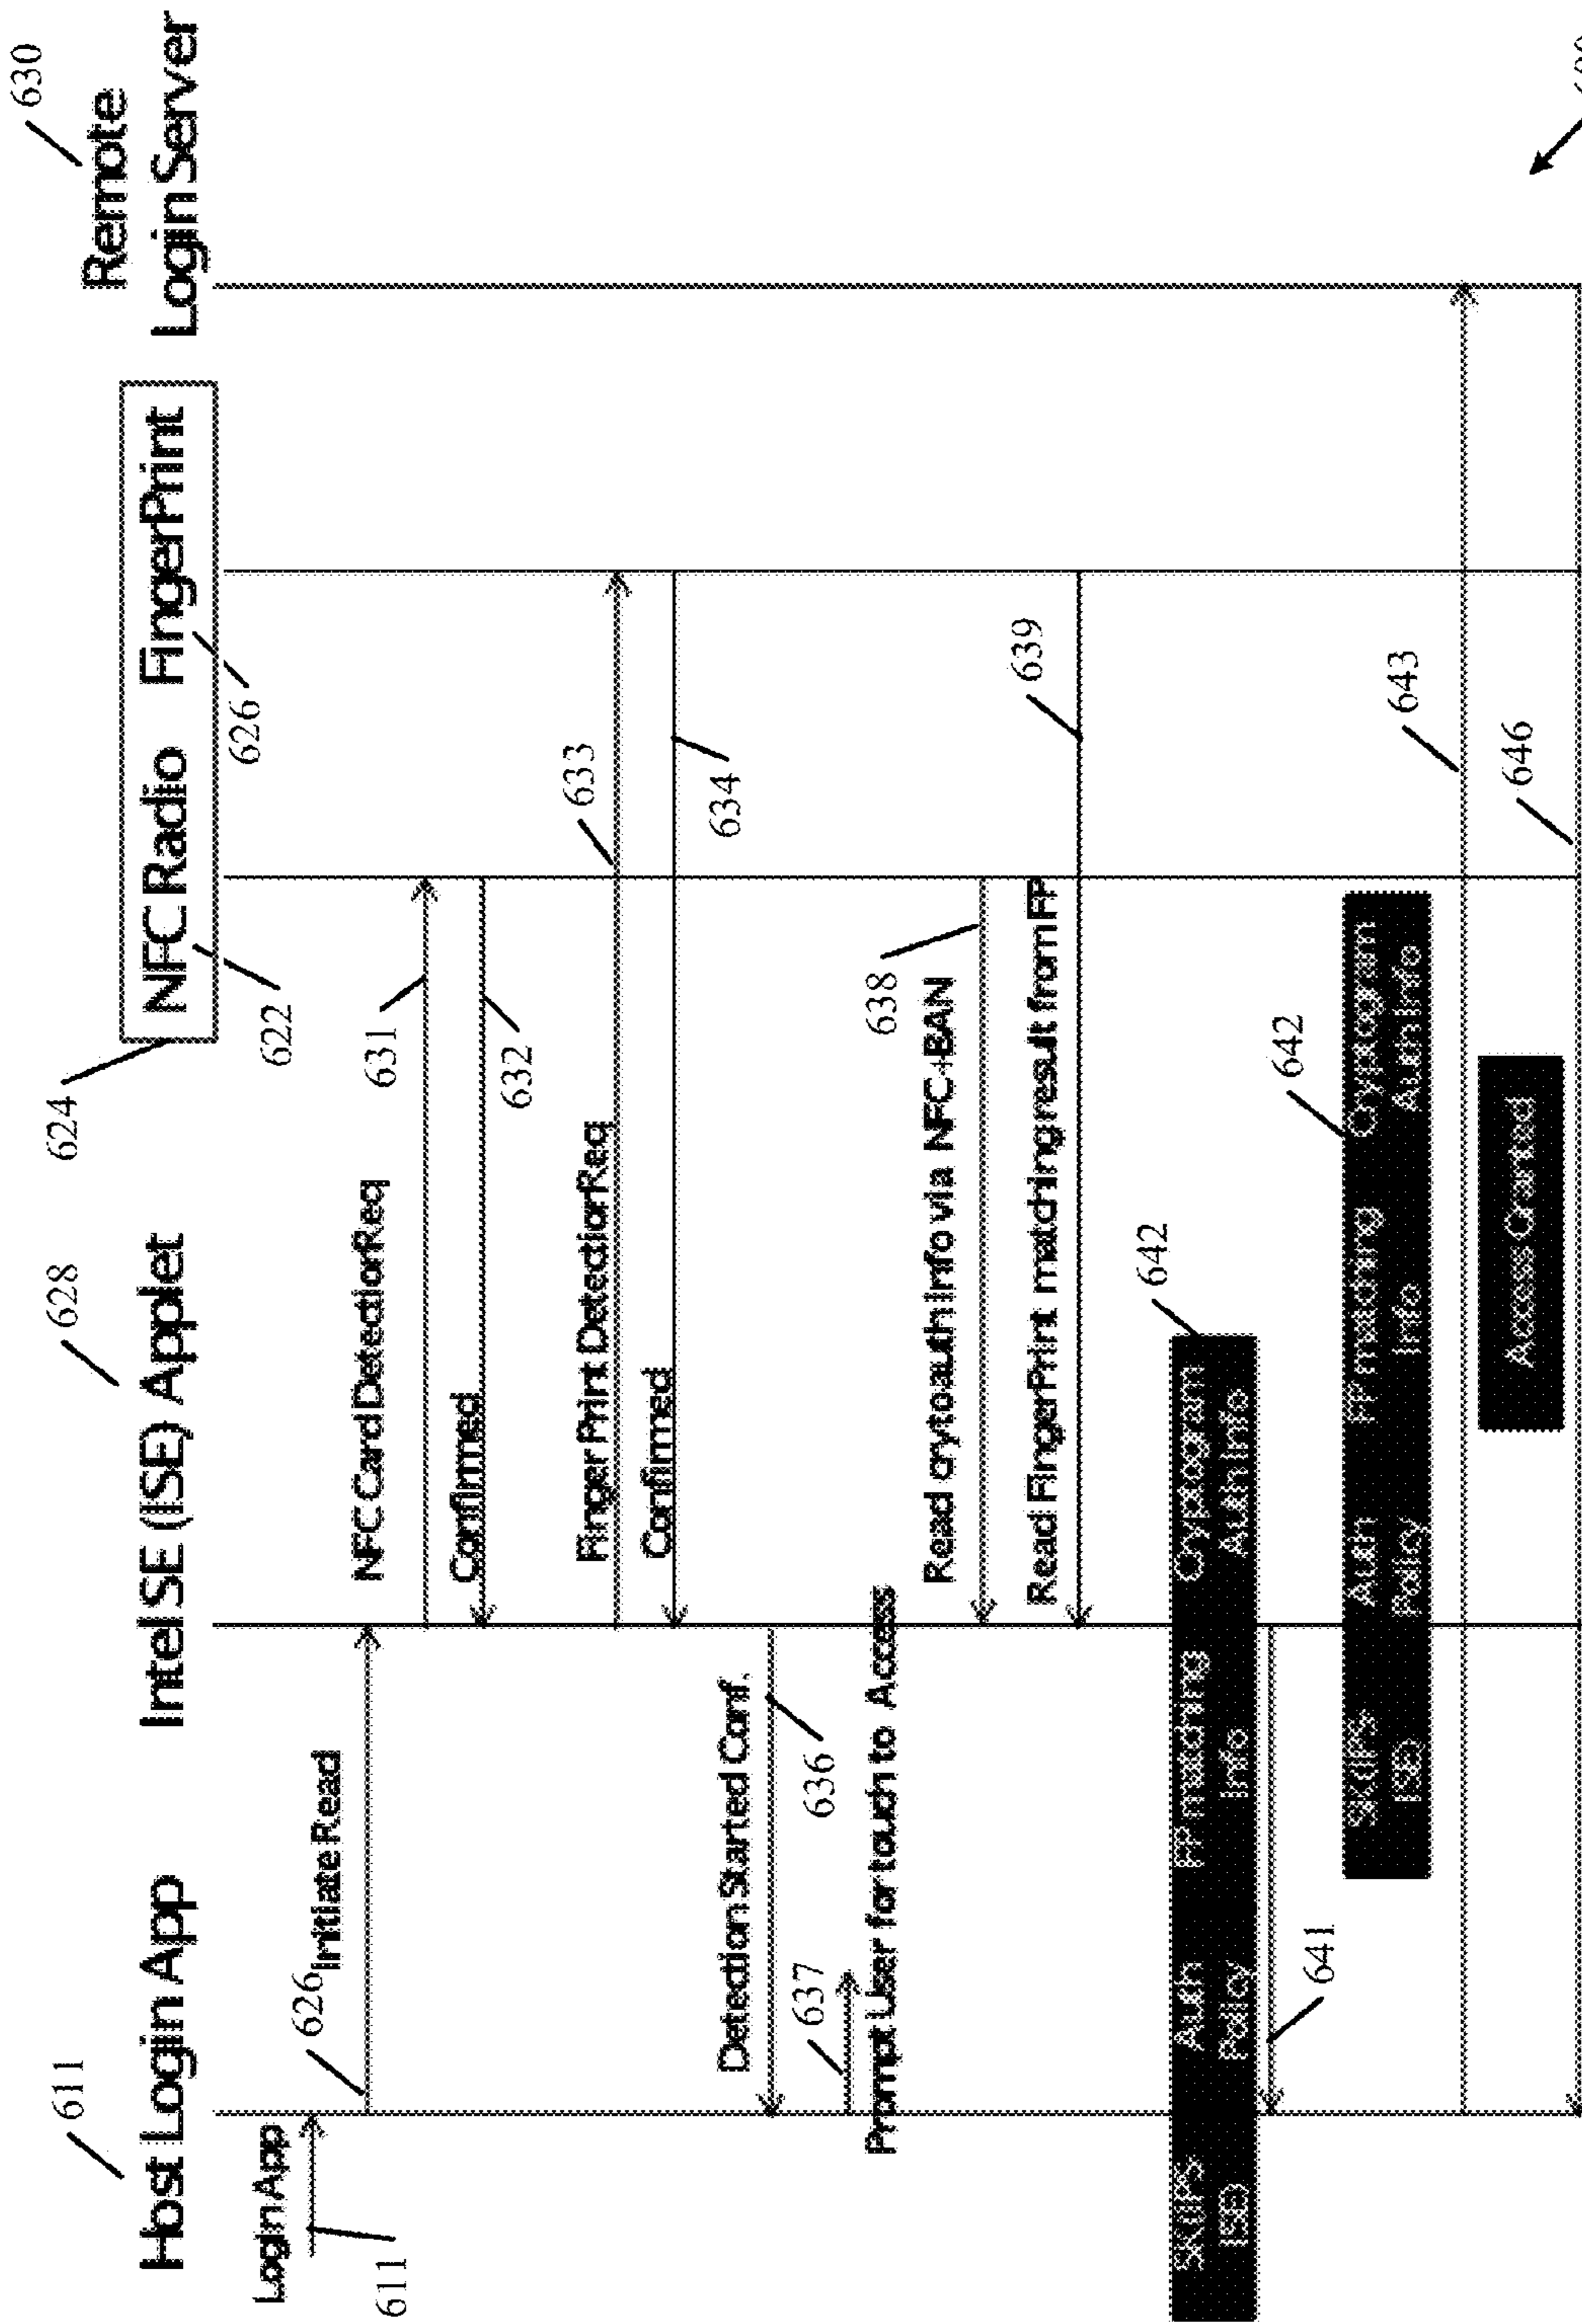 611
628
624
630
Host Login App
Intel SE (ISE) Applet
NFC Radio
FingerPrint
Remote
Login Server
622
626
Login App
611
626
Initiate Read
NFC Card DetectionReq
631
Confirmed
632
Finger Print DetectionReq
633
Confirmed
634
Detection Started Conf.
636
637
Prompt User for touch to Access
Read crytoauth info via NFC+BAN
638
Read FingerPrint matching result from FP
639
642
Auth
Policy
FP matching
Info
Cryptogram
Auth Info
641
642
Auth
Policy
FP matching
Info
Cryptogram
Auth Info
643
Access Granted
646